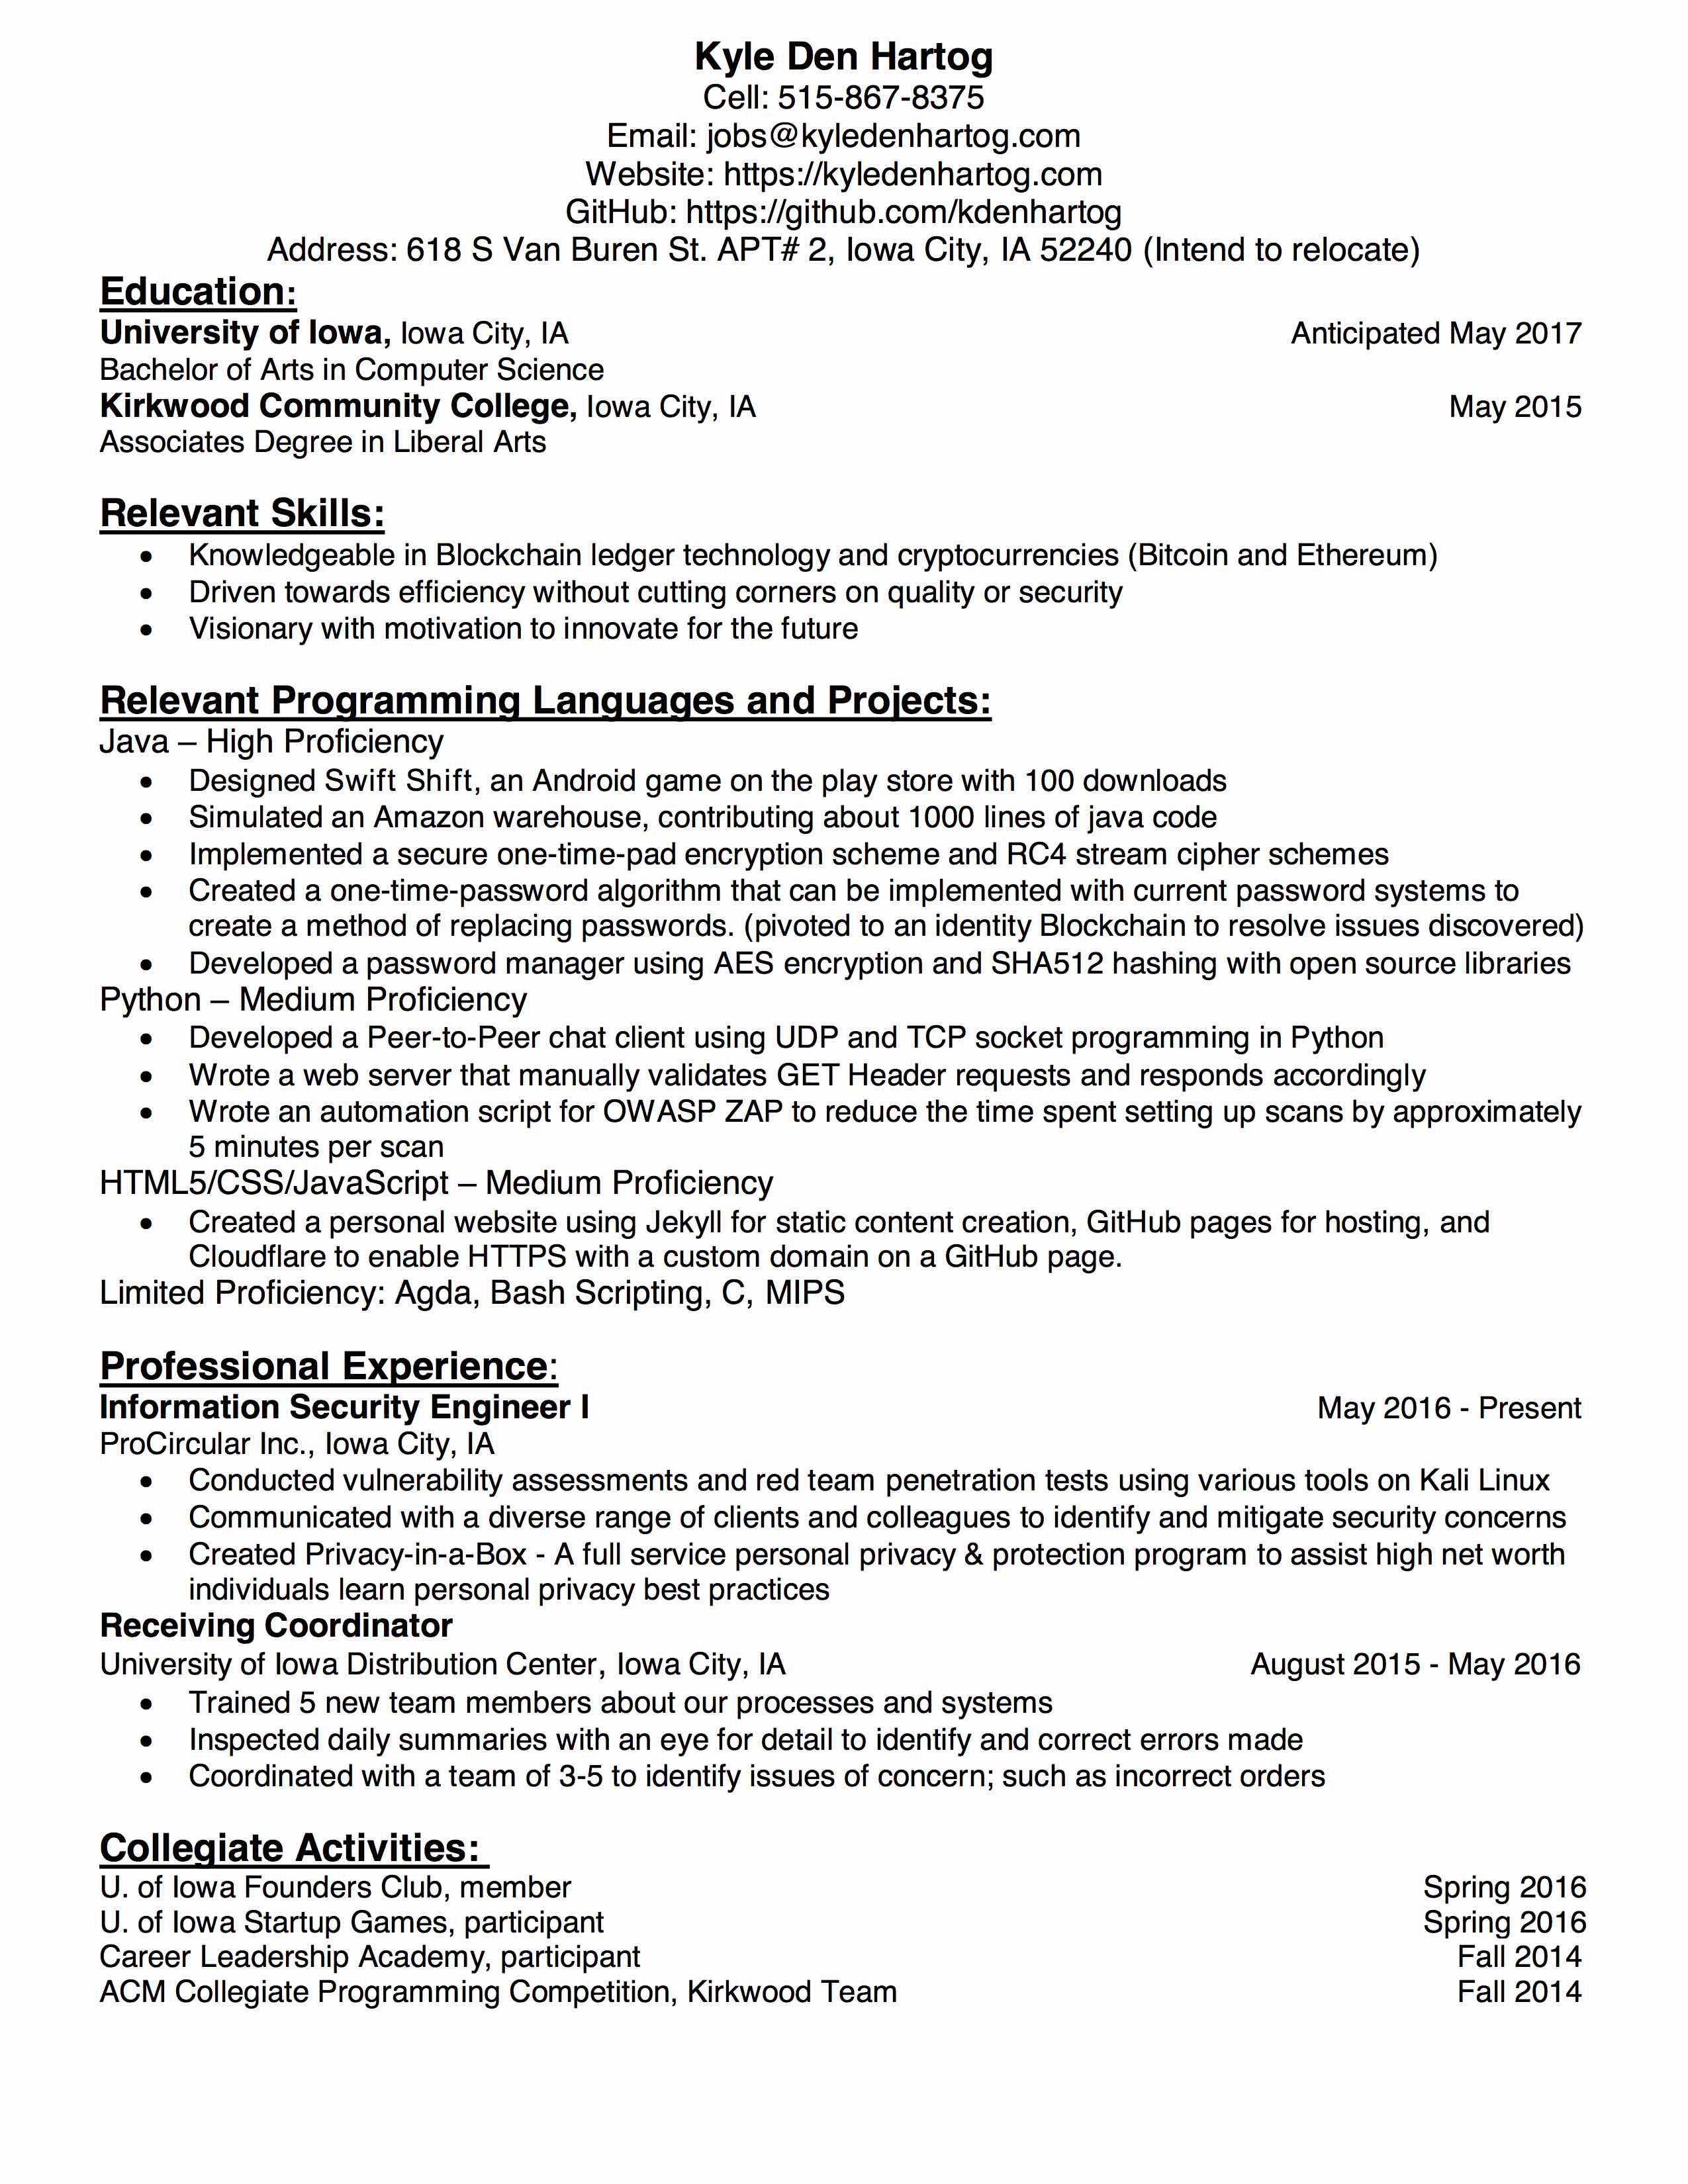 Kyle Den Hartog
Cell: 515-867-8375
Email: jobs@kyledenhartog.com
Website: https://kyledenhartog.com
GitHub: https://github.com/kdenhartog
Address: 618 S Van Buren St. APT# 2, Iowa City, IA 52240 (Intend to relocate)
Education:
University of Iowa, Iowa City, IA Anticipated May 2017
Bachelor of Arts in Computer Science
Kirkwood Community College, Iowa City, IA May 2015
Associates Degree in Liberal Arts
Relevant Skills:
• Knowledgeable in Blockchain ledger technology and cryptocurrencies (Bitcoin and Ethereum)
• Driven towards efficiency without cutting corners on quality or security
• Visionary with motivation to innovate for the future
Relevant Programming Languages and Projects:
Java – High Proficiency
• Designed Swift Shift, an Android game on the play store with 100 downloads
• Simulated an Amazon warehouse, contributing about 1000 lines of java code
• Implemented a secure one-time-pad encryption scheme and RC4 stream cipher schemes
• Created a one-time-password algorithm that can be implemented with current password systems to
create a method of replacing passwords. (pivoted to an identity Blockchain to resolve issues discovered)
• Developed a password manager using AES encryption and SHA512 hashing with open source libraries
Python – Medium Proficiency
• Developed a Peer-to-Peer chat client using UDP and TCP socket programming in Python
• Wrote a web server that manually validates GET Header requests and responds accordingly
• Wrote an automation script for OWASP ZAP to reduce the time spent setting up scans by approximately
5 minutes per scan
HTML5/CSS/JavaScript – Medium Proficiency
• Created a personal website using Jekyll for static content creation, GitHub pages for hosting, and
Cloudflare to enable HTTPS with a custom domain on a GitHub page.
Limited Proficiency: Agda, Bash Scripting, C, MIPS
Professional Experience:
Information Security Engineer I May 2016 - Present
ProCircular Inc., Iowa City, IA
• Conducted vulnerability assessments and red team penetration tests using various tools on Kali Linux
• Communicated with a diverse range of clients and colleagues to identify and mitigate security concerns
• Created Privacy-in-a-Box - A full service personal privacy & protection program to assist high net worth
individuals learn personal privacy best practices
Receiving Coordinator
University of Iowa Distribution Center, Iowa City, IA August 2015 - May 2016
• Trained 5 new team members about our processes and systems
• Inspected daily summaries with an eye for detail to identify and correct errors made
• Coordinated with a team of 3-5 to identify issues of concern; such as incorrect orders
Collegiate Activities:
U. of Iowa Founders Club, member Spring 2016
U. of Iowa Startup Games, participant Spring 2016
Career Leadership Academy, participant Fall 2014
ACM Collegiate Programming Competition, Kirkwood Team Fall 2014